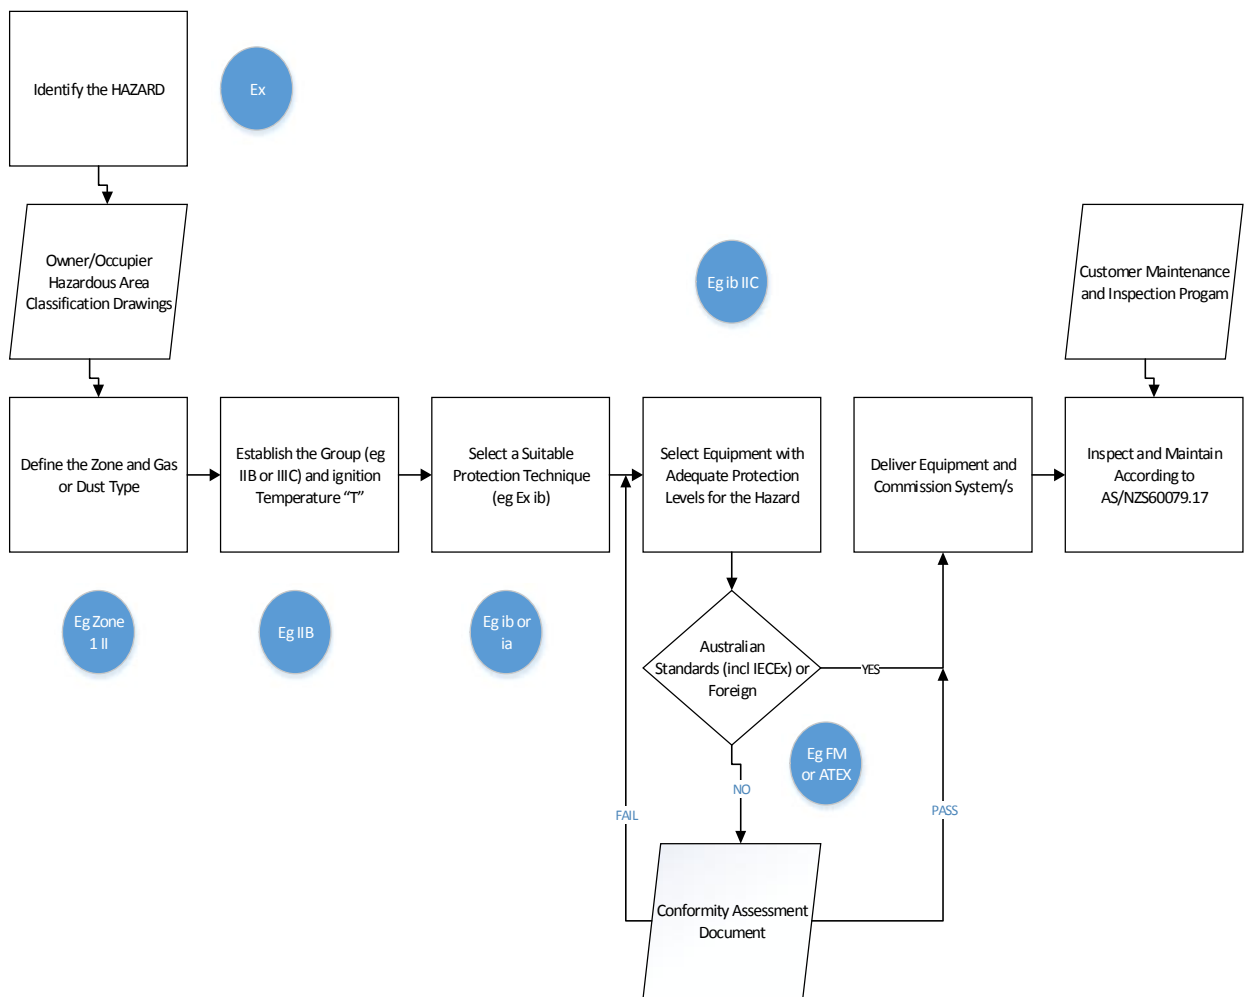 Identify the HAZARD
Ex
Owner/Occupier
Hazardous Area
Classification Drawings
Eg ib IIC
Customer Maintenance
and Inspection Progam
Define the Zone and Gas
or Dust Type
Establish the Group (eg
IIB or IIIC) and ignition
Temperature “T”
Select a Suitable
Protection Technique
(eg Ex ib)
Select Equipment with
Adequate Protection
Levels for the Hazard
Deliver Equipment and
Commission System/s
Inspect and Maintain
According to
AS/NZS60079.17
Eg Zone
1 II
Eg IIB
Eg ib or
ia
Australian
Standards (incl IECEx) or
Foreign
YES
Eg FM
or ATEX
NO
FAIL
PASS
Conformity Assessment
Document